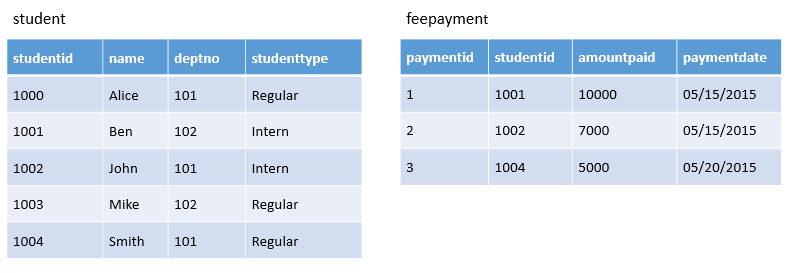 student
studentid name deptno studenttype
1000 Alice 101 Regular
1001 Ben 102 Intern
1002 John 101 Intern
1003 Mike 102 Regular
1004 Smith 101 Regular
feepayment
paymentid studentid amountpaid paymentdate
1 1001 10000 05/15/2015
2 1002 7000 05/15/2015
3 1004 5000 05/20/2015